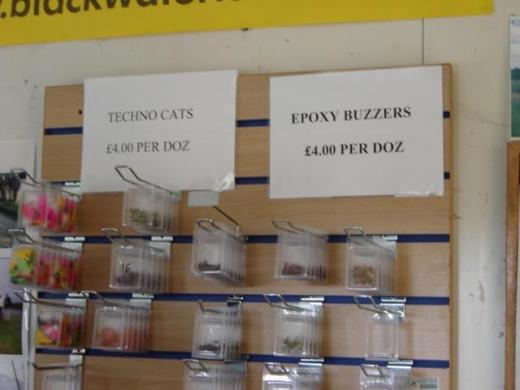 TECHNO CATS
£4.00 PER DOZ
EPOXY BUZZERS
£4.00 PER DOZ